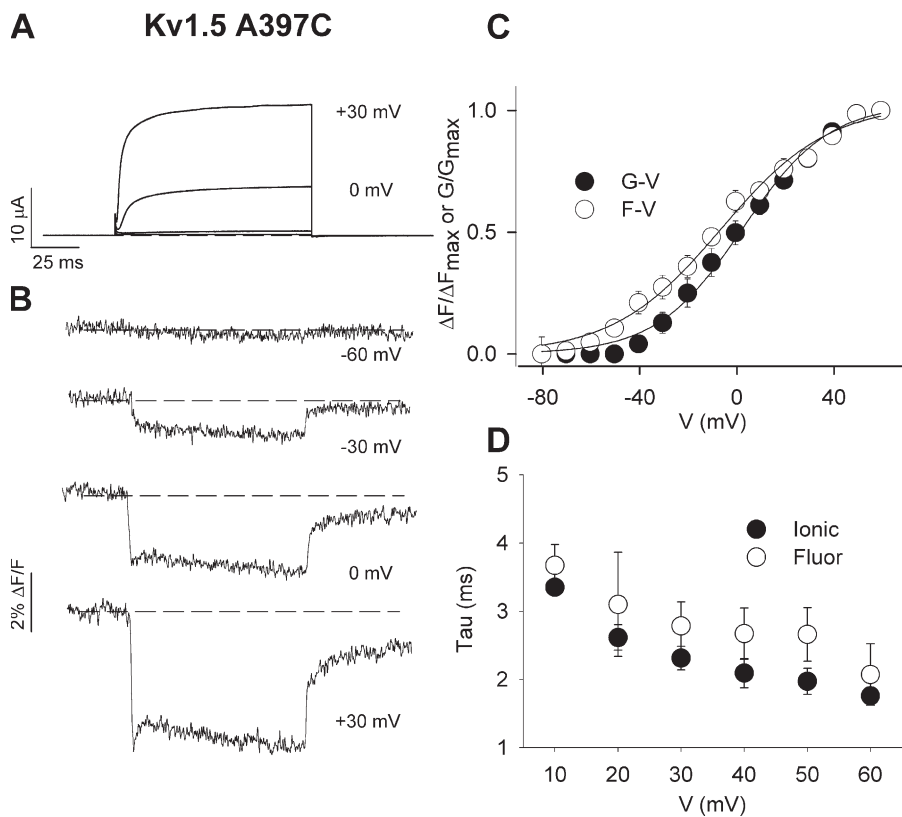 A
Kv1.5 A397C
+30 mV
0 mV
10 µA
25 ms
B
-60 mV
-30 mV
0 mV
+30 mV
2% ΔF/F
C
ΔF/ΔFmax or G/Gmax
1.0
0.5
0.0
G-V
F-V
-80 -40 0 40
V (mV)
D
Tau (ms)
5
4
3
2
1
Ionic
Fluor
10 20 30 40 50 60
V (mV)